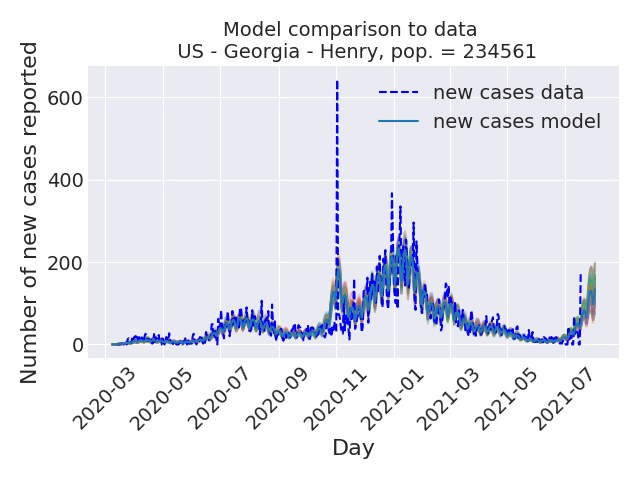 Model comparison to data
US - Georgia - Henry, pop. = 234561
Number of new cases reported
600
400
200
0
new cases data
new cases model
2020-03
2020-05
2020-07
2020-09
2020-11
2021-01
2021-03
2021-05
2021-07
Day